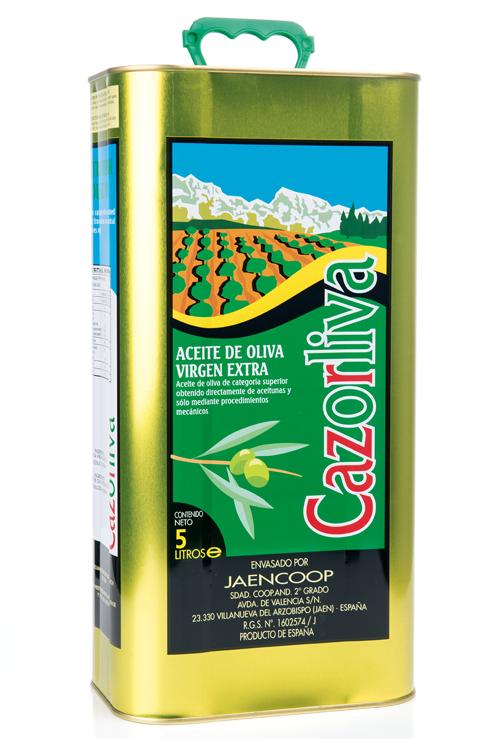 Cazorliva
ACEITE DE OLIVA
VIRGEN EXTRA
Aceite de oliva de categoría superior
obtenido directamente de aceitunas y
sólo mediante procedimientos
mecánicos
CONTENIDO
NETO
5
LITROS ℮
ENVASADO POR
JAENCOOP
SDAD. COOP.AND. 2º GRADO
AVDA. DE VALENCIA S/N.
23.330 VILLANUEVA DEL ARZOBISPO (JAEN) - ESPAÑA
R.G.S. Nº. 1602574 / J
PRODUCTO DE ESPAÑA
Cazorliva